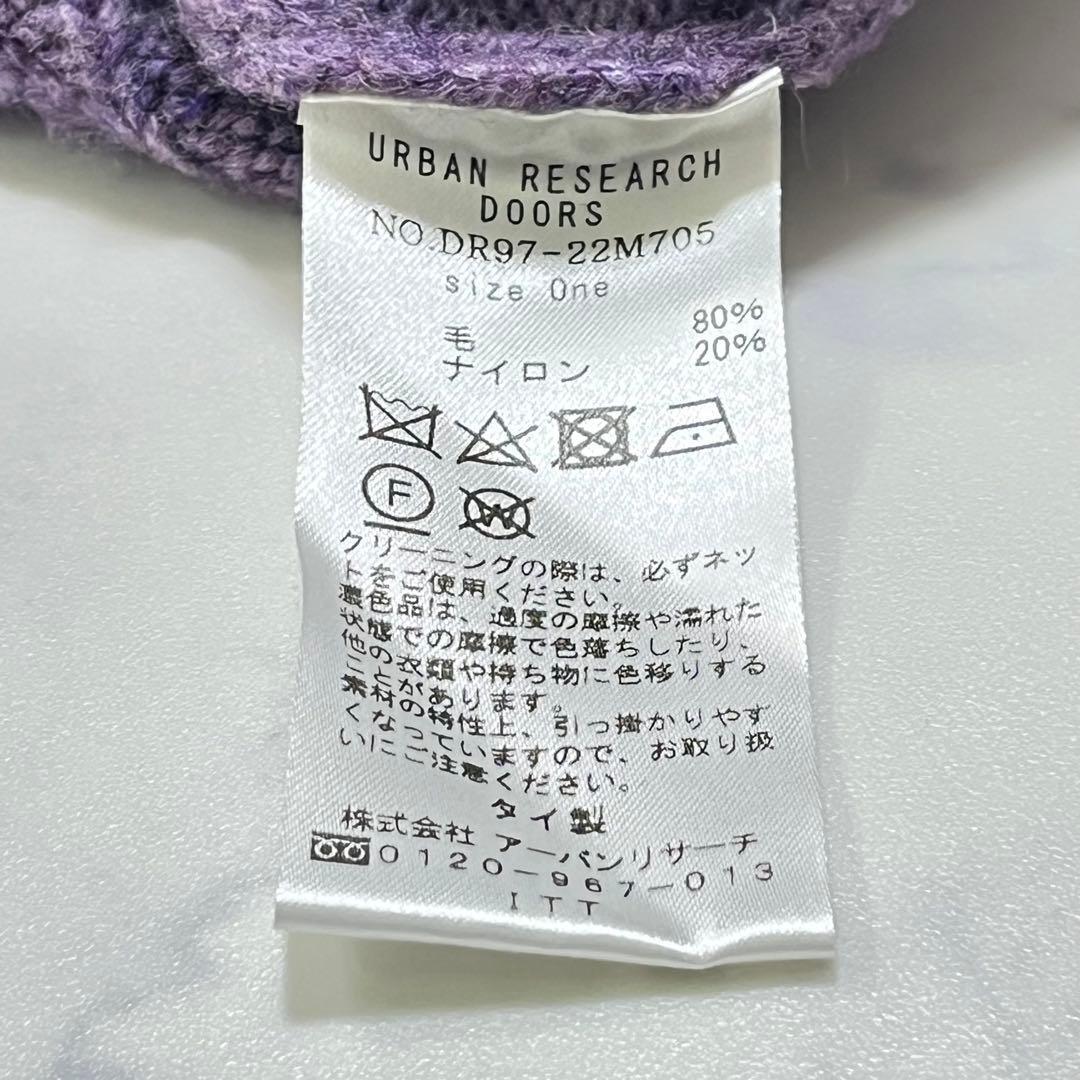 URBAN RESEARCH
DOORS
NO.DR97-22M705
size One
毛 80%
ナイロン 20%
F
W
クリーニングの際は、必ずネッ
トをご使用ください。
濃色品は、過度の摩擦や濡れた
状態での摩擦で色落ちしたり、
他の衣類や持ち物に色移りする
ことがあります。
素材の特性上、引っ掛かりやす
くなっていますので、お取り扱
いにご注意ください。
タイ製
株式会社 アーバンリサーチ
0120-967-013
ITT